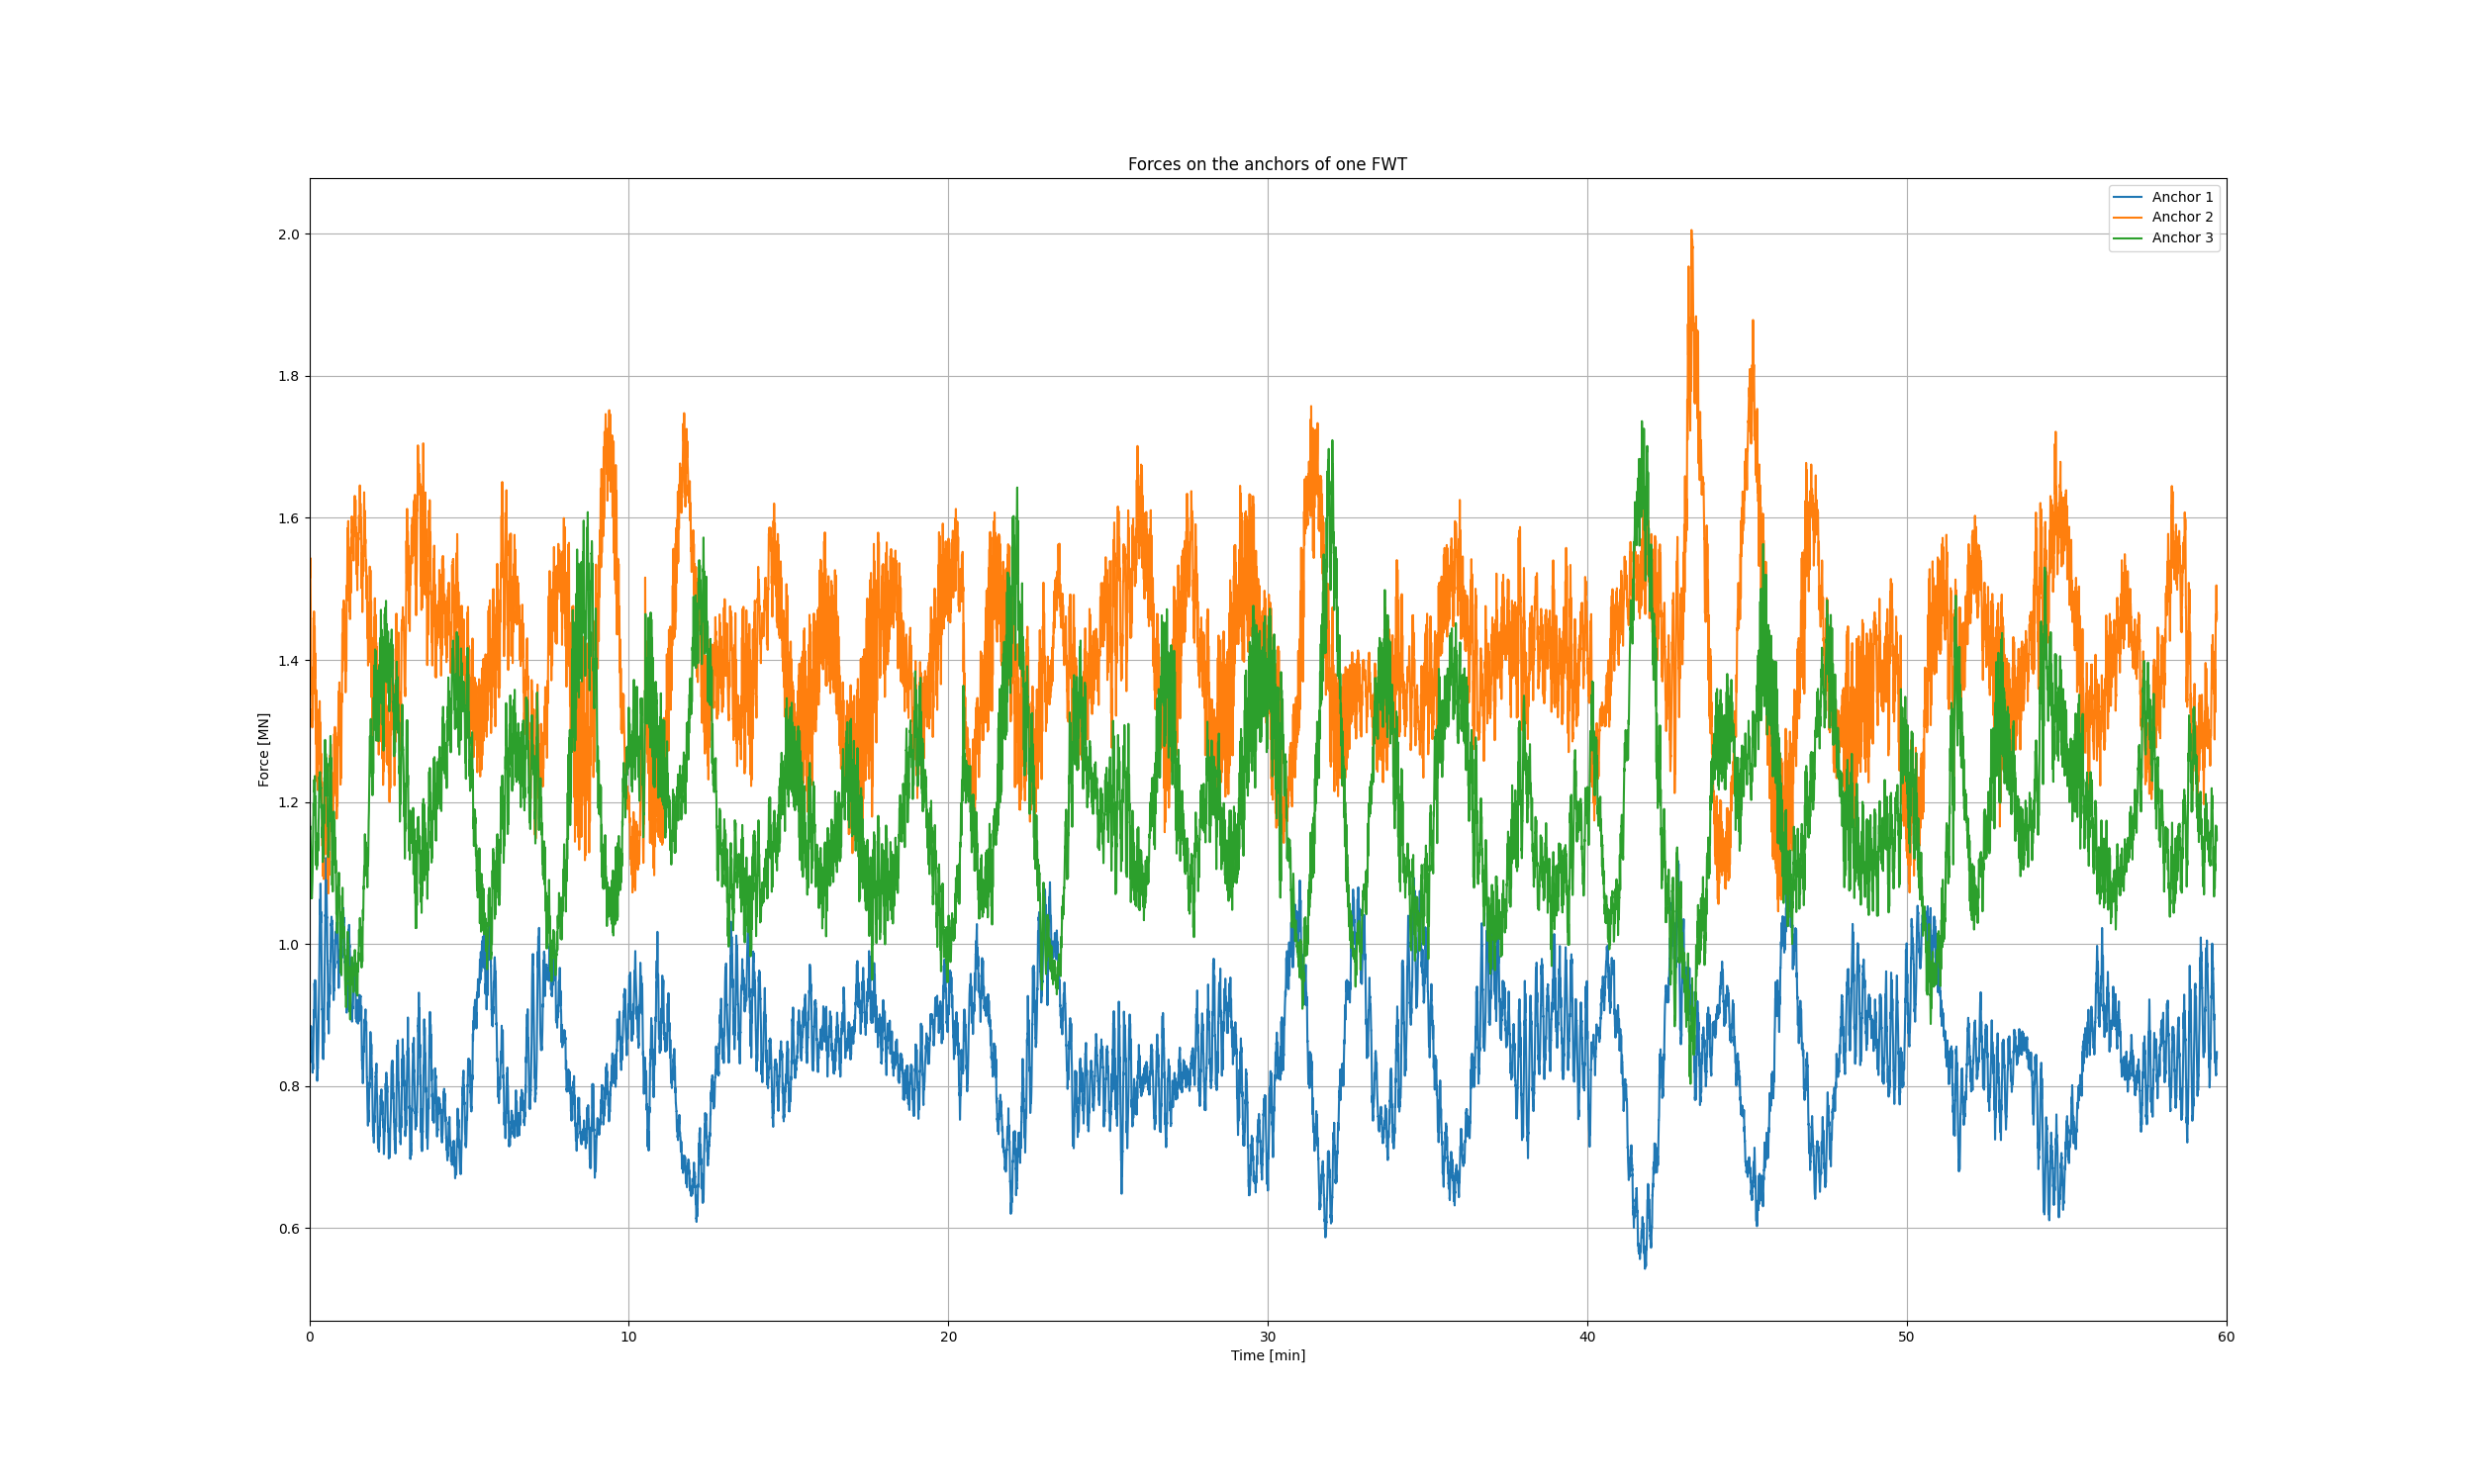 Forces on the anchors of one FWT
Anchor 1
Anchor 2
Anchor 3
Force [MN]
2.0
1.8
1.6
1.4
1.2
1.0
0.8
0.6
0 10 20 30 40 50 60
Time [min]